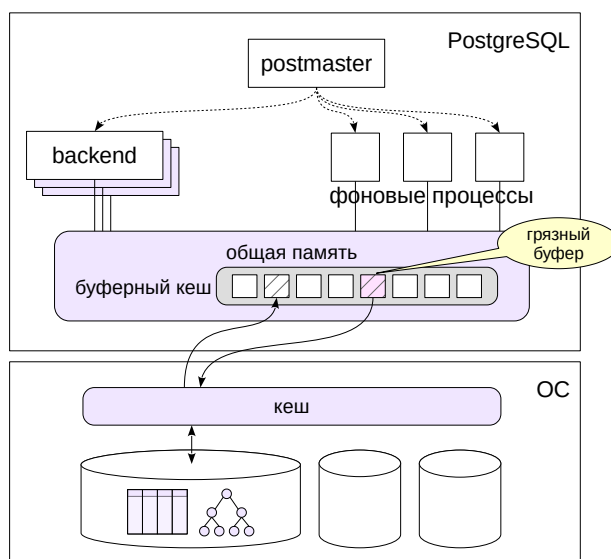 PostgreSQL
postmaster
backend
фоновые процессы
общая память
грязный
буфер
буферный кеш
ОС
кеш